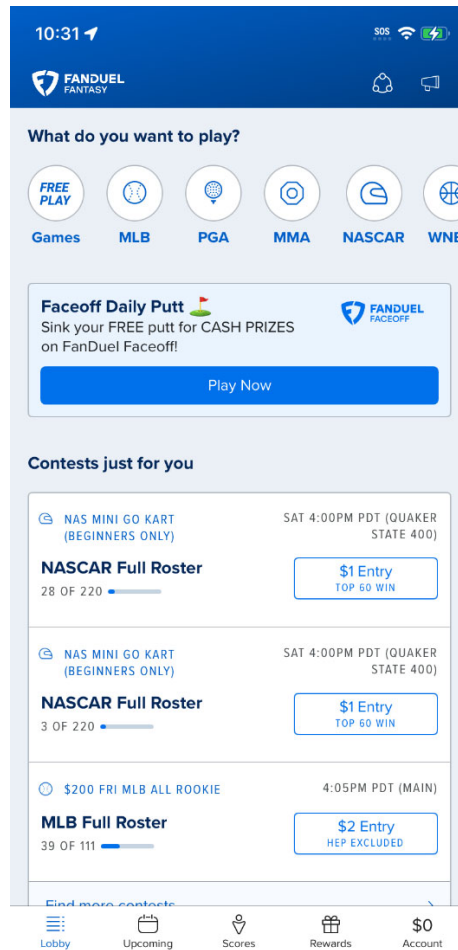 10:31
SOS
FANDUEL
FANTASY
What do you want to play?
FREE
PLAY
Games
MLB
PGA
MMA
NASCAR
WNB
Faceoff Daily Putt
Sink your FREE putt for CASH PRIZES
on FanDuel Faceoff!
FANDUEL
FACEOFF
Play Now
Contests just for you
NAS MINI GO KART
(BEGINNERS ONLY)
SAT 4:00PM PDT (QUAKER
STATE 400)
NASCAR Full Roster
28 OF 220
$1 Entry
TOP 60 WIN
NAS MINI GO KART
(BEGINNERS ONLY)
SAT 4:00PM PDT (QUAKER
STATE 400)
NASCAR Full Roster
3 OF 220
$1 Entry
TOP 60 WIN
$200 FRI MLB ALL ROOKIE
4:05PM PDT (MAIN)
MLB Full Roster
39 OF 111
$2 Entry
HEP EXCLUDED
Find more contests
Lobby
Upcoming
Scores
Rewards
$0
Account